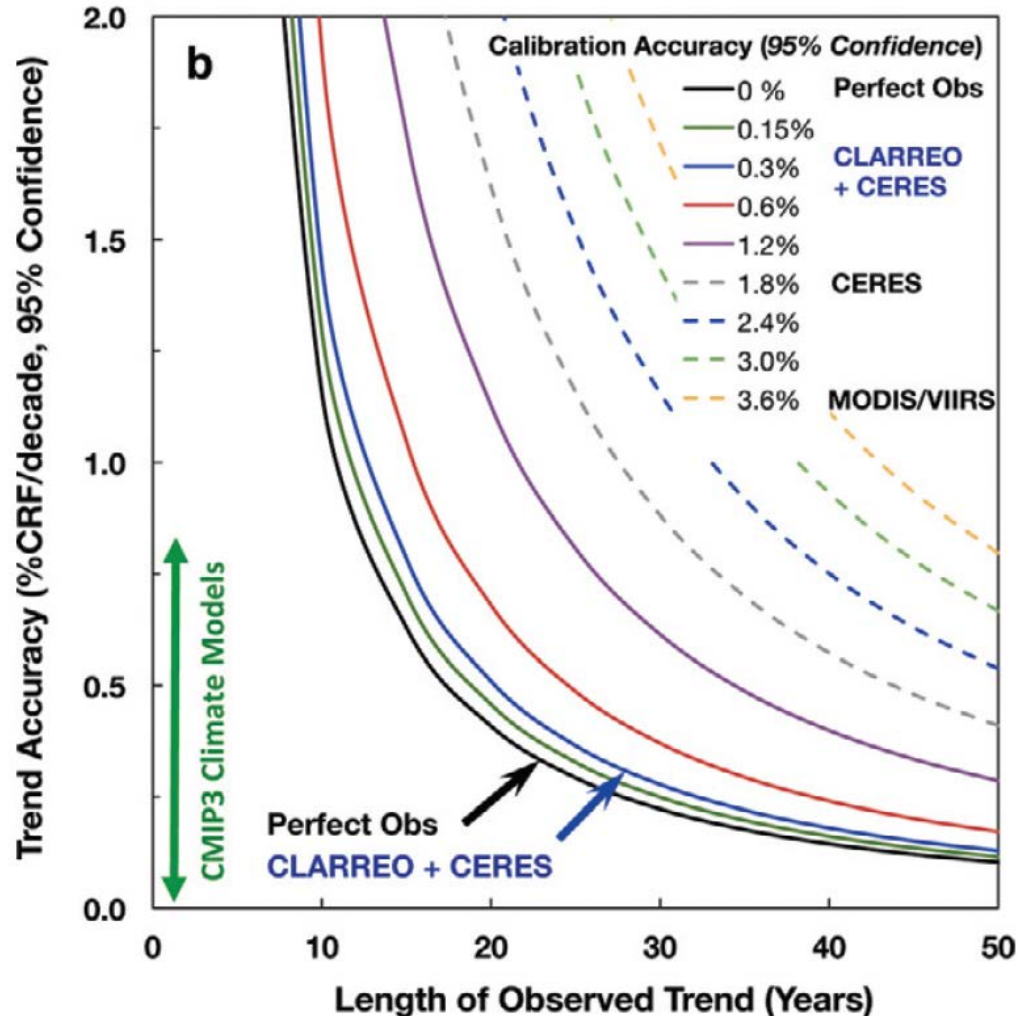 b
Calibration Accuracy (95% Confidence)
0 % Perfect Obs
0.15%
0.3% CLARREO
+ CERES
0.6%
1.2%
1.8% CERES
2.4%
3.0%
3.6% MODIS/VIIRS
Trend Accuracy (%CRF/decade, 95% Confidence)
2.0
1.5
1.0
0.5
0.0
CMIP3 Climate Models
Perfect Obs
CLARREO + CERES
0 10 20 30 40 50
Length of Observed Trend (Years)